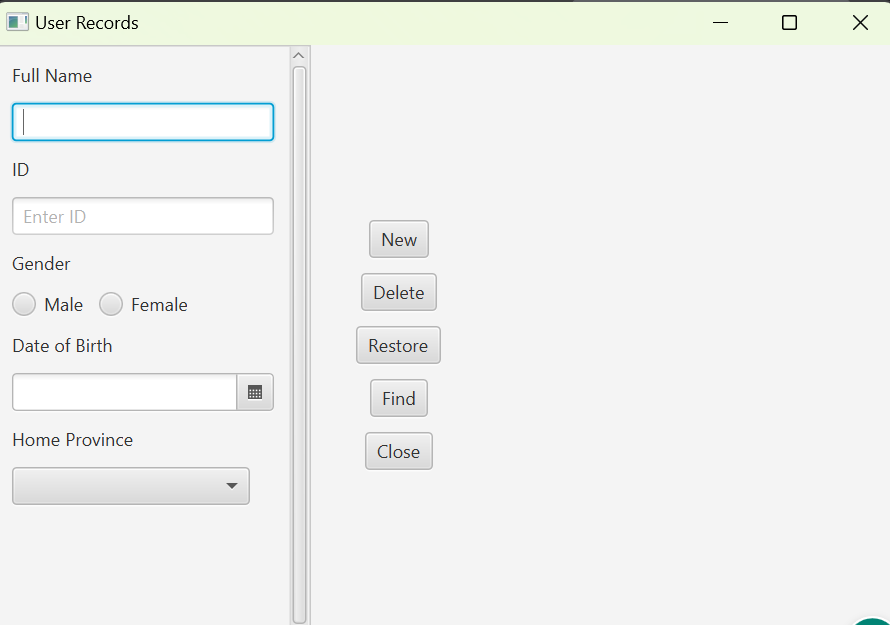 User Records
Full Name
ID
Enter ID
Gender
Male Female
Date of Birth
Home Province
New
Delete
Restore
Find
Close